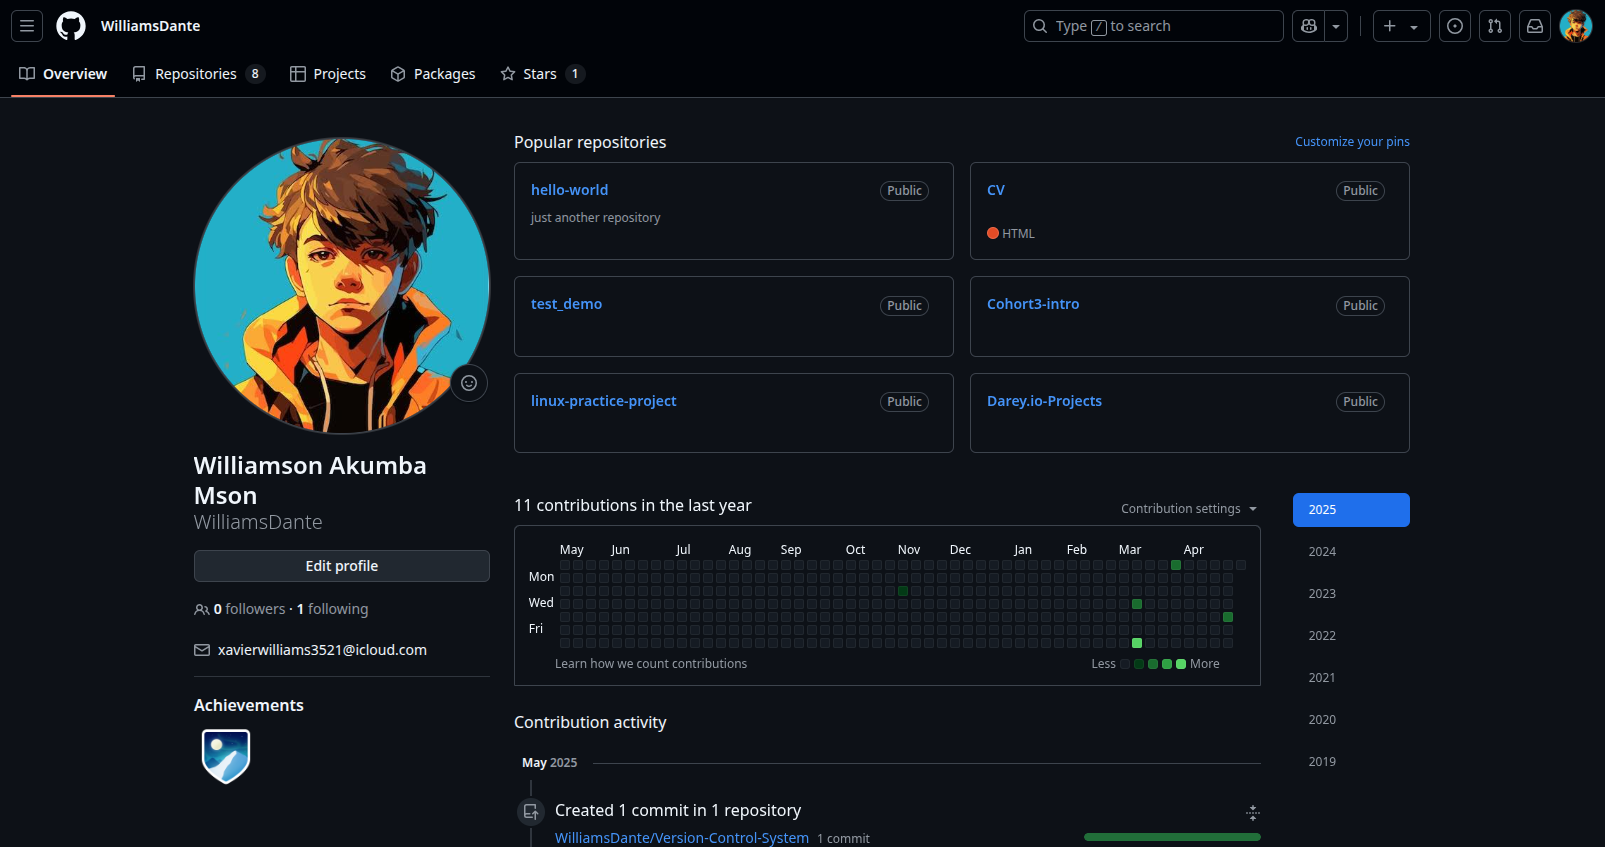 WilliamsDante
Type / to search
Overview
Repositories 8
Projects
Packages
Stars 1
Williamson Akumba
Mson
WilliamsDante
Edit profile
0 followers · 1 following
xavierwilliams3521@icloud.com
Achievements
Popular repositories
Customize your pins
hello-world Public
just another repository
CV Public
HTML
test_demo Public
Cohort3-intro Public
linux-practice-project Public
Darey.io-Projects Public
11 contributions in the last year
Contribution settings
May Jun Jul Aug Sep Oct Nov Dec Jan Feb Mar Apr
Mon
Wed
Fri
Learn how we count contributions
Less More
2025
2024
2023
2022
2021
2020
2019
Contribution activity
May 2025
Created 1 commit in 1 repository
WilliamsDante/Version-Control-System 1 commit